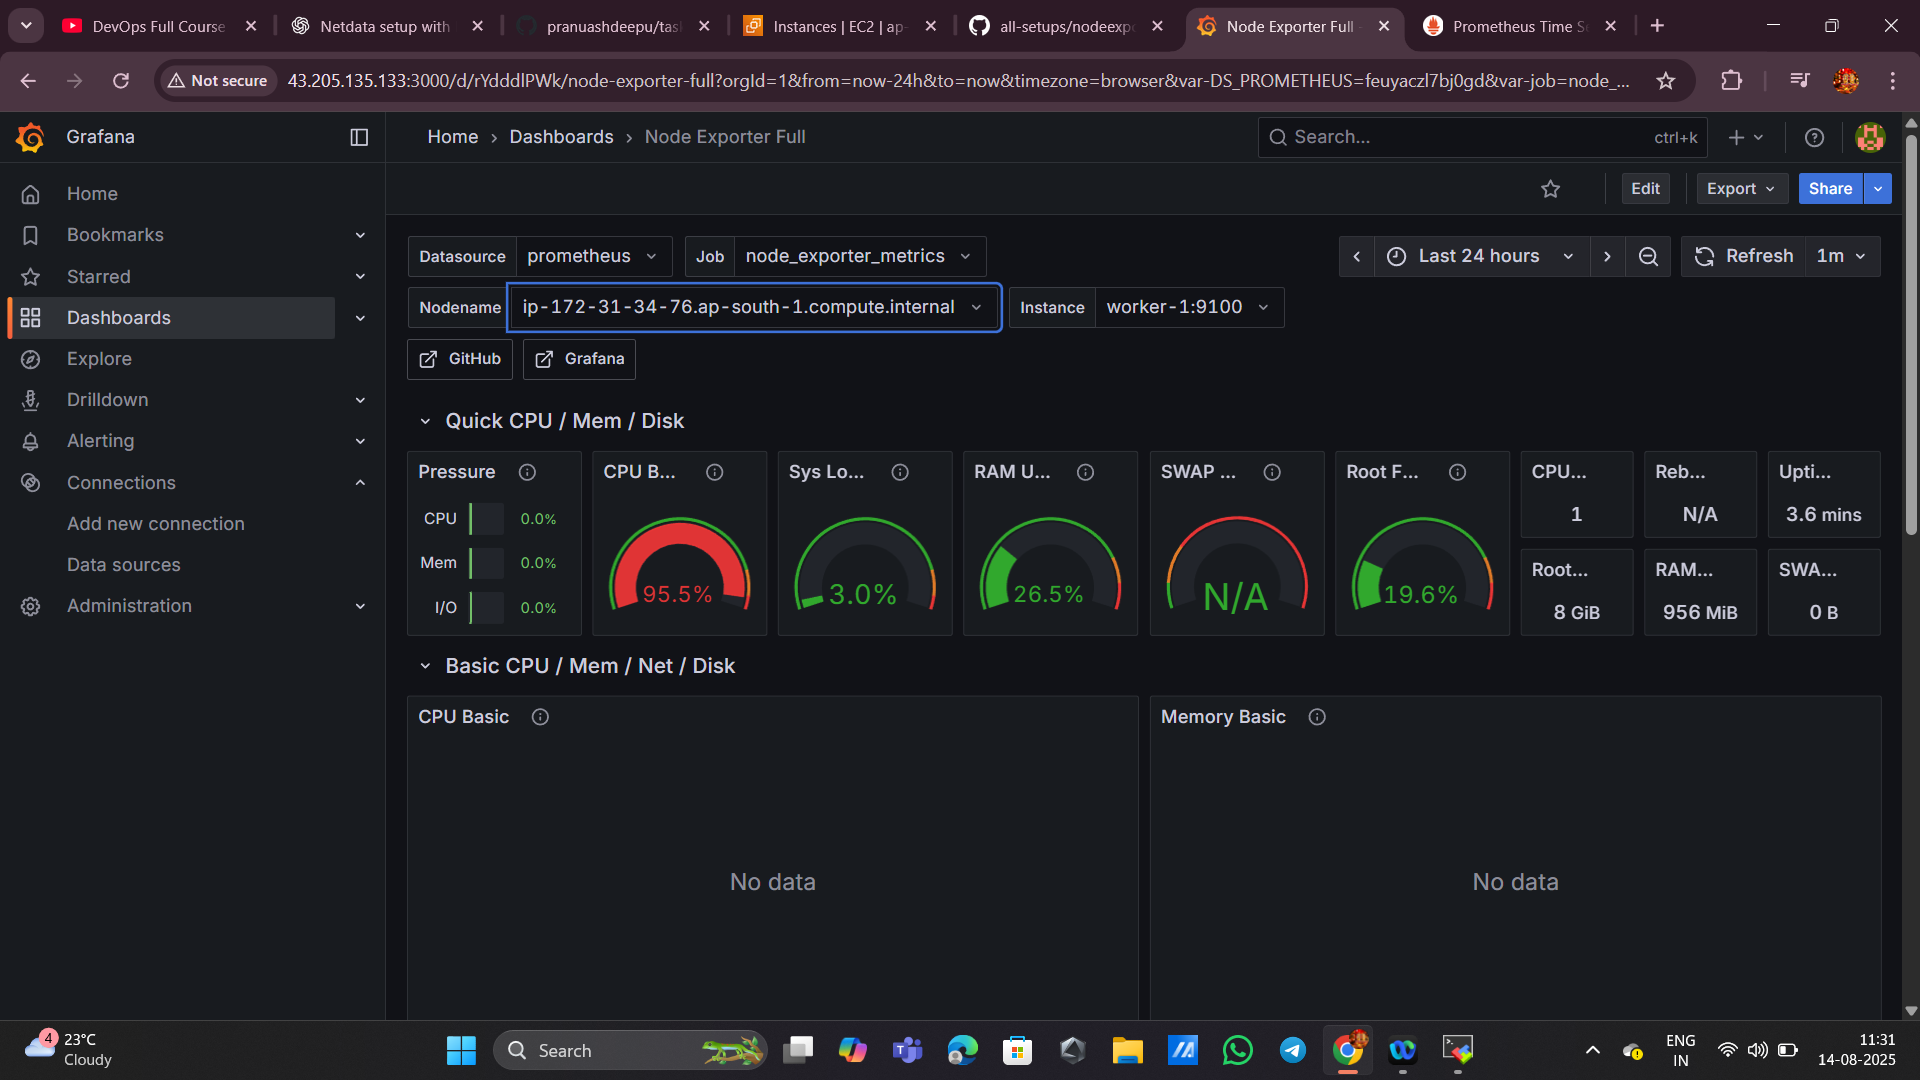 DevOps Full Course
Netdata setup with
pranuashdeepu/tas
Instances | EC2 | ap-
all-setups/nodeexpo
Node Exporter Full -
Prometheus Time Se
Not secure
43.205.135.133:3000/d/rYdddlPWk/node-exporter-full?orgId=1&from=now-24h&to=now&timezone=browser&var-DS_PROMETHEUS=feuyaczl7bj0gd&var-job=node_...
Grafana
Home › Dashboards › Node Exporter Full
Search...
ctrl+k
Edit
Export
Share
Home
Bookmarks
Starred
Dashboards
Explore
Drilldown
Alerting
Connections
Add new connection
Data sources
Administration
Datasource
prometheus
Job
node_exporter_metrics
Last 24 hours
Refresh
1m
Nodename
ip-172-31-34-76.ap-south-1.compute.internal
Instance
worker-1:9100
GitHub
Grafana
Quick CPU / Mem / Disk
Pressure
CPU 0.0%
Mem 0.0%
I/O 0.0%
CPU B...
95.5%
Sys Lo...
3.0%
RAM U...
26.5%
SWAP ...
N/A
Root F...
19.6%
CPU...
1
Reb...
N/A
Upti...
3.6 mins
Root...
8 GiB
RAM...
956 MiB
SWA...
0 B
Basic CPU / Mem / Net / Disk
CPU Basic
No data
Memory Basic
No data
4
23°C
Cloudy
Search
ENG
IN
11:31
14-08-2025